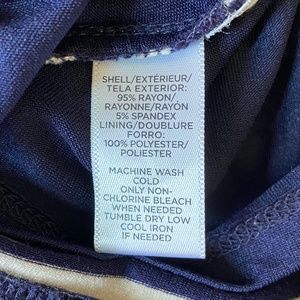 SHELL/EXTÉRIEUR/
TELA EXTERIOR:
95% RAYON/
RAYONNE/RAYÓN
5% SPANDEX
LINING/DOUBLURE
FORRO:
100% POLYESTER/
POLIESTER
MACHINE WASH
COLD
ONLY NON-
CHLORINE BLEACH
WHEN NEEDED
TUMBLE DRY LOW
COOL IRON
IF NEEDED